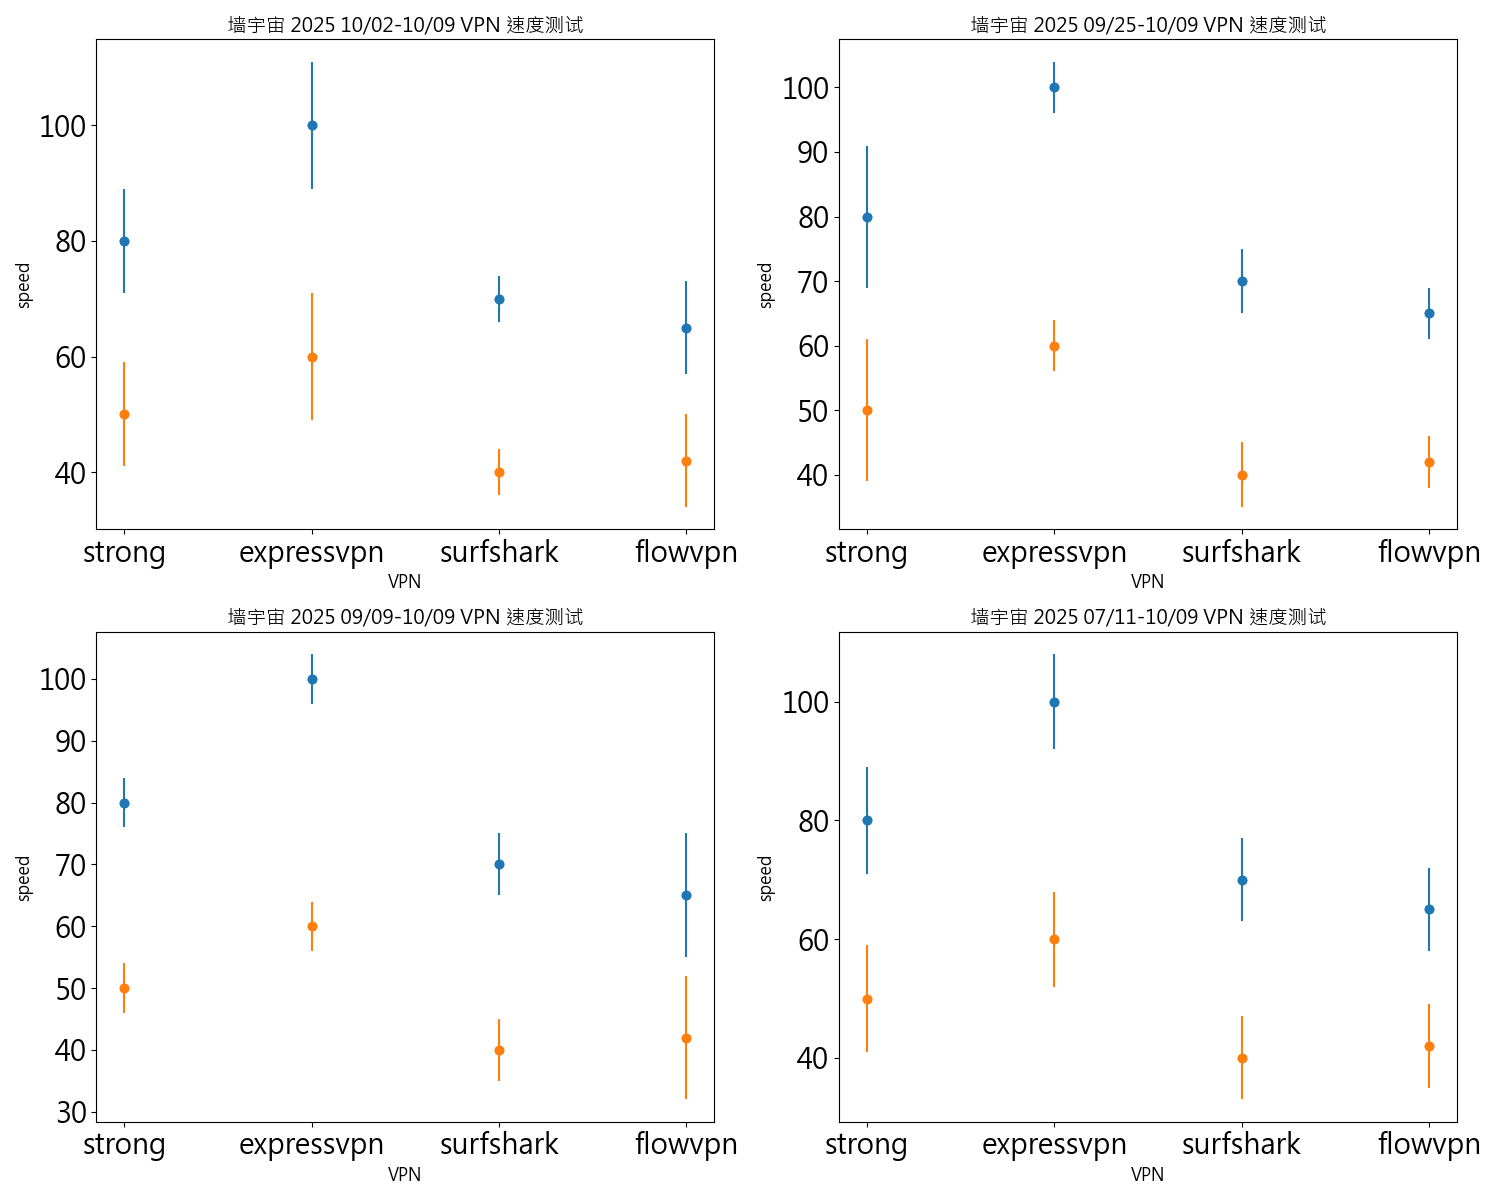 墙宇宙 2025 10/02-10/09 VPN 速度测试
speed
100
80
60
40
strong expressvpn surfshark flowvpn
VPN
墙宇宙 2025 09/25-10/09 VPN 速度测试
speed
100
90
80
70
60
50
40
strong expressvpn surfshark flowvpn
VPN
墙宇宙 2025 09/09-10/09 VPN 速度测试
speed
100
90
80
70
60
50
40
30
strong expressvpn surfshark flowvpn
VPN
墙宇宙 2025 07/11-10/09 VPN 速度测试
speed
100
80
60
40
strong expressvpn surfshark flowvpn
VPN